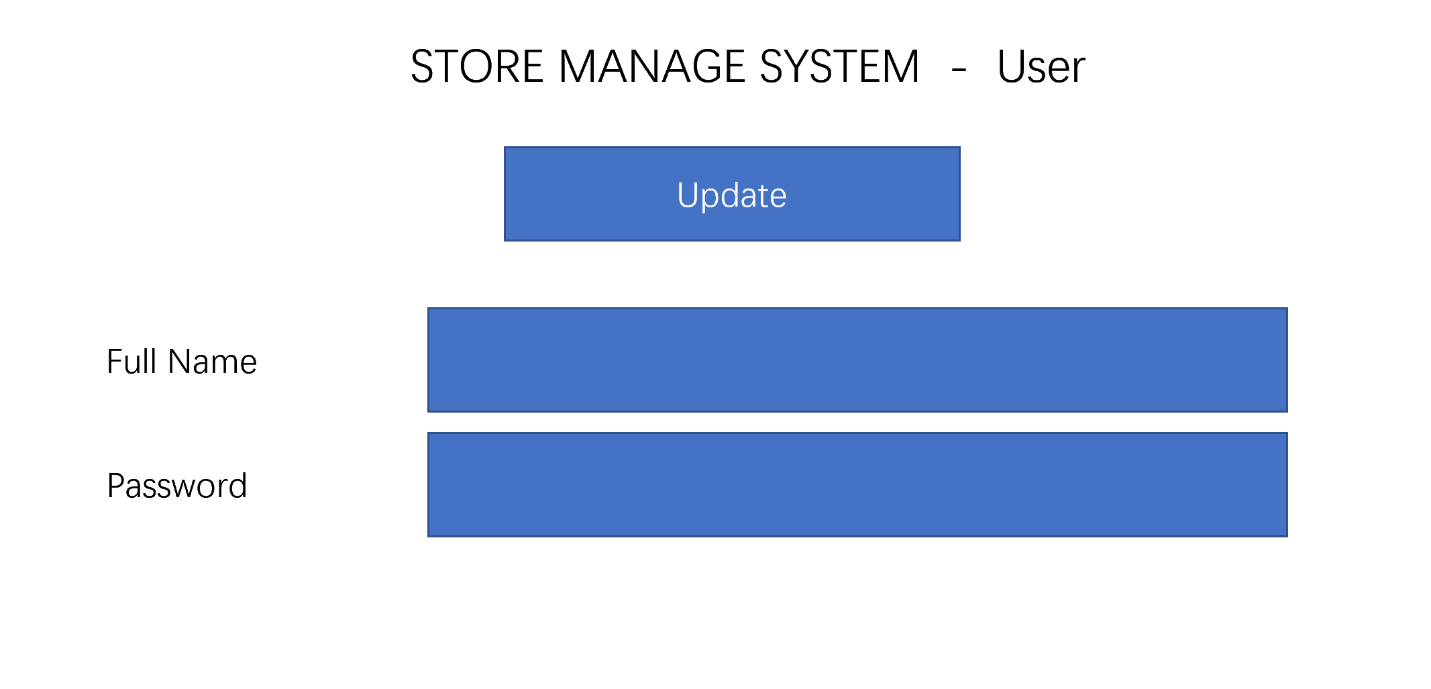 STORE MANAGE SYSTEM - User
Update
Full Name
Password